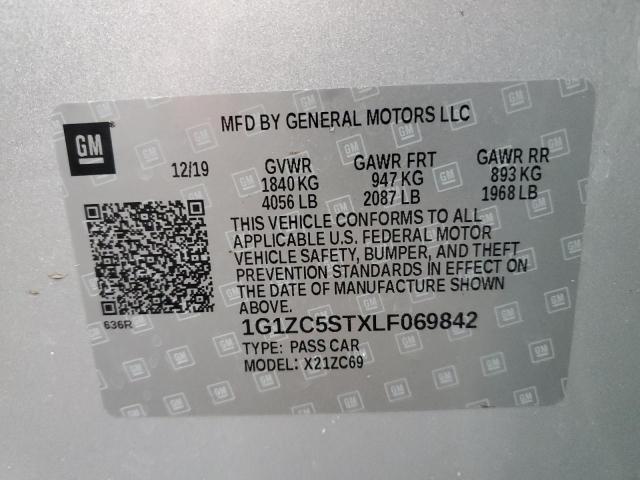 GM
MFD BY GENERAL MOTORS LLC
12/19 GVWR GAWR FRT GAWR RR
1840 KG 947 KG 893 KG
4056 LB 2087 LB 1968 LB
THIS VEHICLE CONFORMS TO ALL
APPLICABLE U.S. FEDERAL MOTOR
VEHICLE SAFETY, BUMPER, AND THEFT
PREVENTION STANDARDS IN EFFECT ON
THE DATE OF MANUFACTURE SHOWN
ABOVE.
636R
1G1ZC5STXLF069842
TYPE: PASS CAR
MODEL: X21ZC69